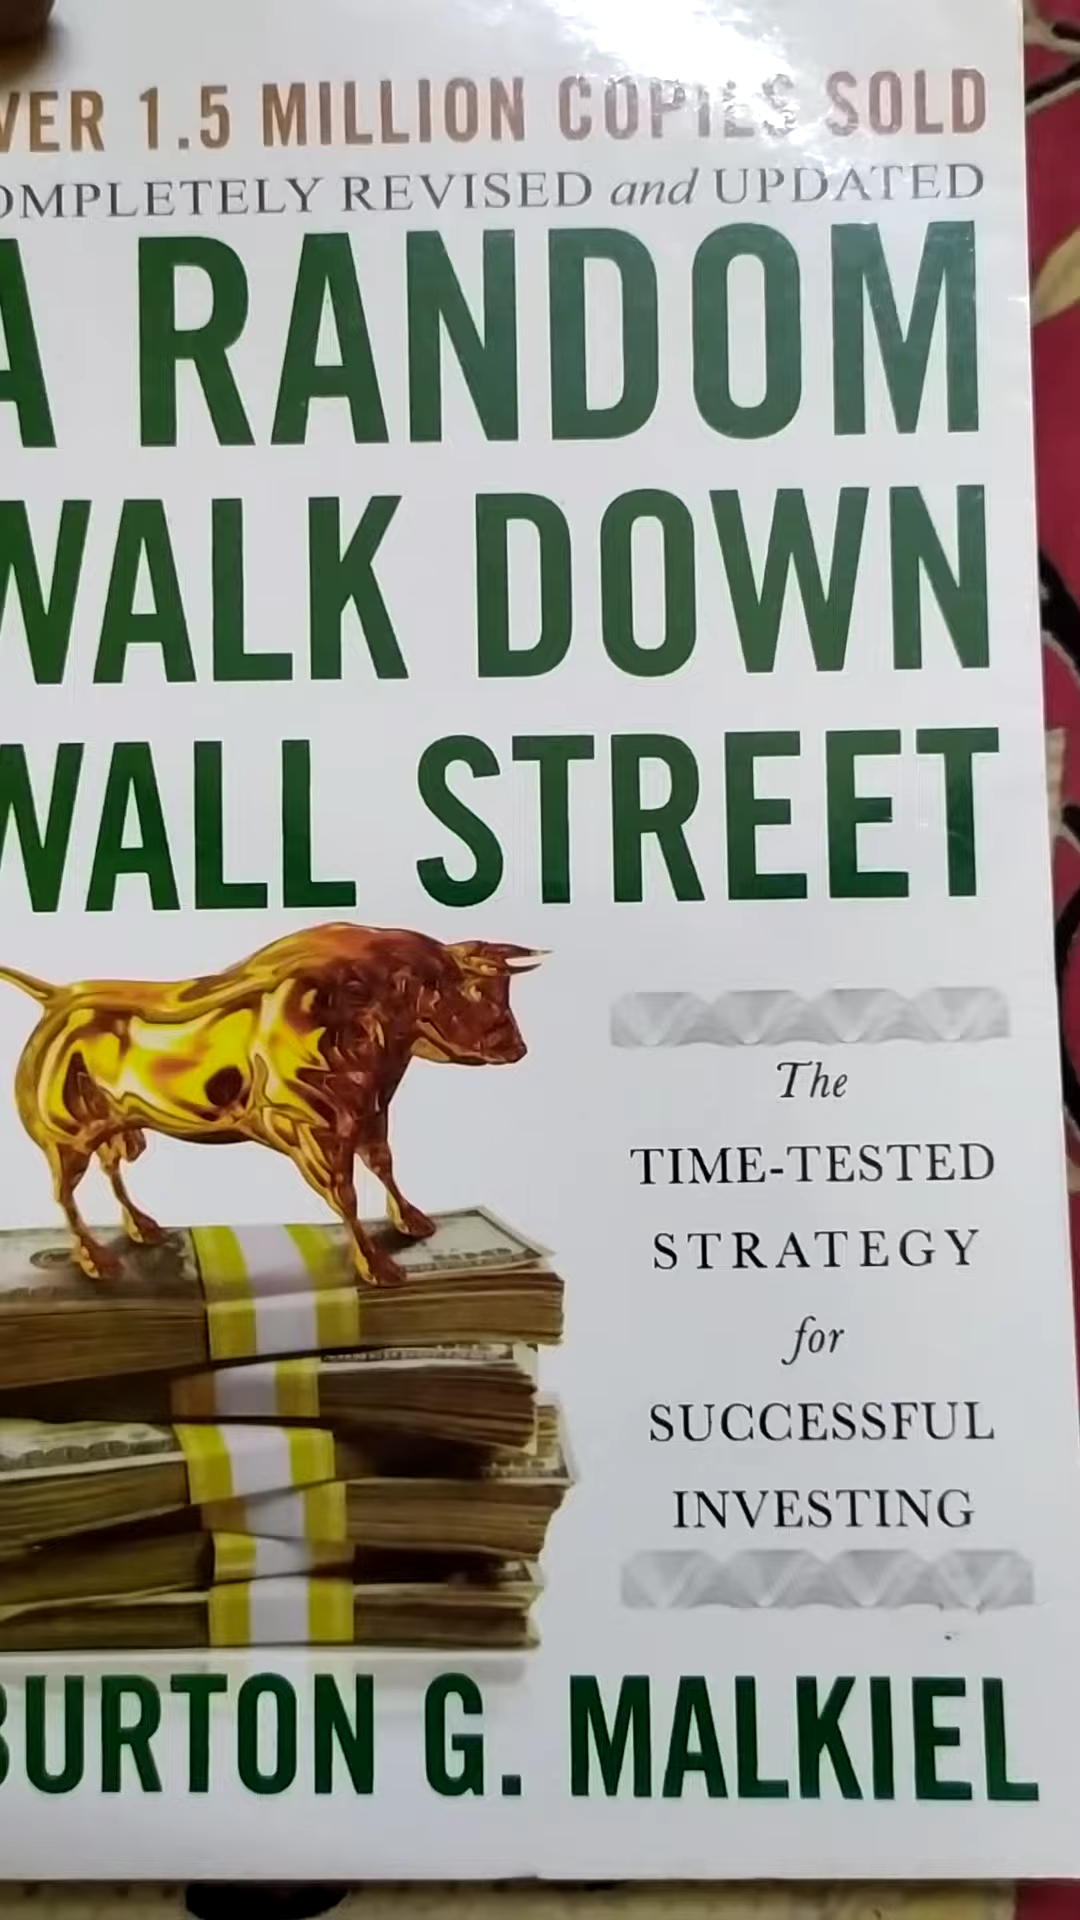 VER 1.5 MILLION COPIES SOLD
OMPLETELY REVISED and UPDATED
A RANDOM
WALK DOWN
WALL STREET
The
TIME-TESTED
STRATEGY
for
SUCCESSFUL
INVESTING
BURTON G. MALKIEL